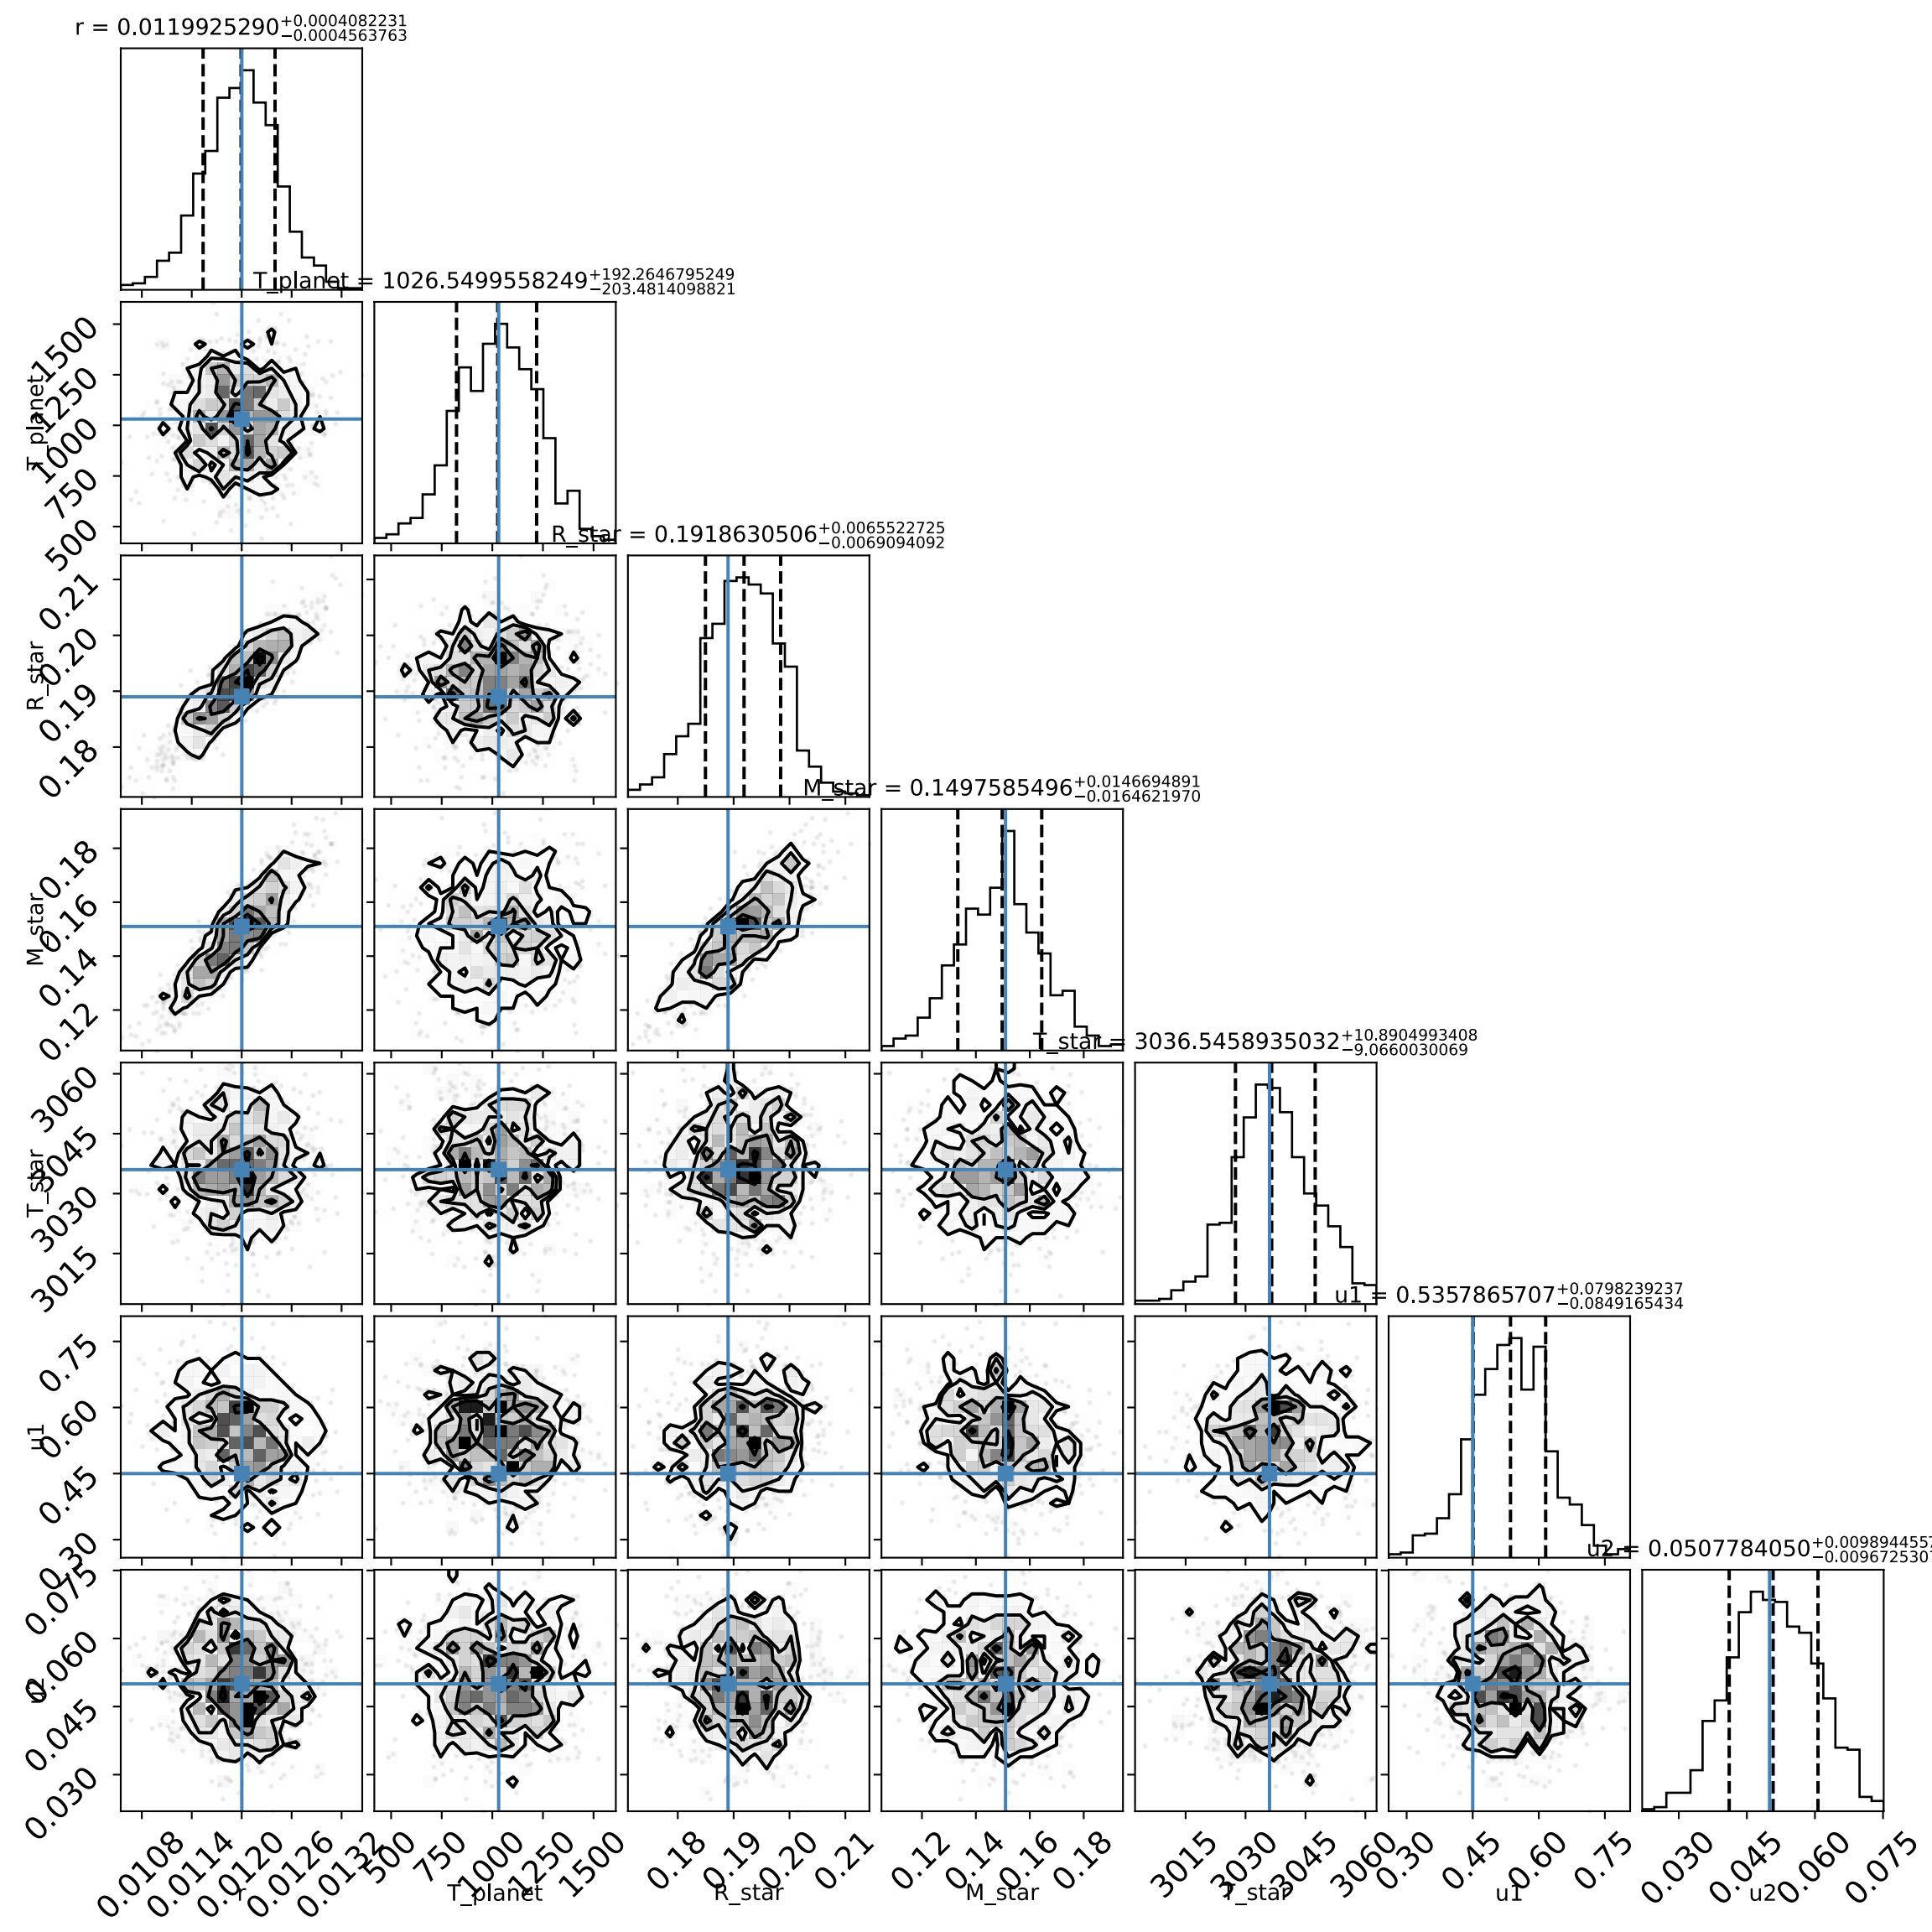 r = 0.0119925290+0.0004082231−0.0004563763
T_planet = 1026.5499558249+192.2646795249−203.4814098821
1500
1250
1000
750
500
T_planet
R_star = 0.1918630506+0.0065522725−0.0069094092
0.21
0.20
0.19
0.18
R_star
M_star = 0.1497585496+0.0146694891−0.0164621970
0.18
0.16
0.14
0.12
M_star
T_star = 3036.5458935032+10.8904993408−9.0660030069
3060
3045
3030
3015
T_star
u1 = 0.5357865707+0.0798239237−0.0849165434
0.75
0.60
0.45
0.30
u1
u2 = 0.0507784050+0.0098944557−0.0096725307
0.075
0.060
0.045
0.030
u2
0.0108 0.0114 0.0120 0.0126 0.0132 500 750 1000 1250 1500 0.18 0.19 0.20 0.21 0.12 0.14 0.16 0.18 3015 3030 3045 3060 0.30 0.45 0.60 0.75 0.030 0.045 0.060 0.075
r T_planet R_star M_star T_star u1 u2